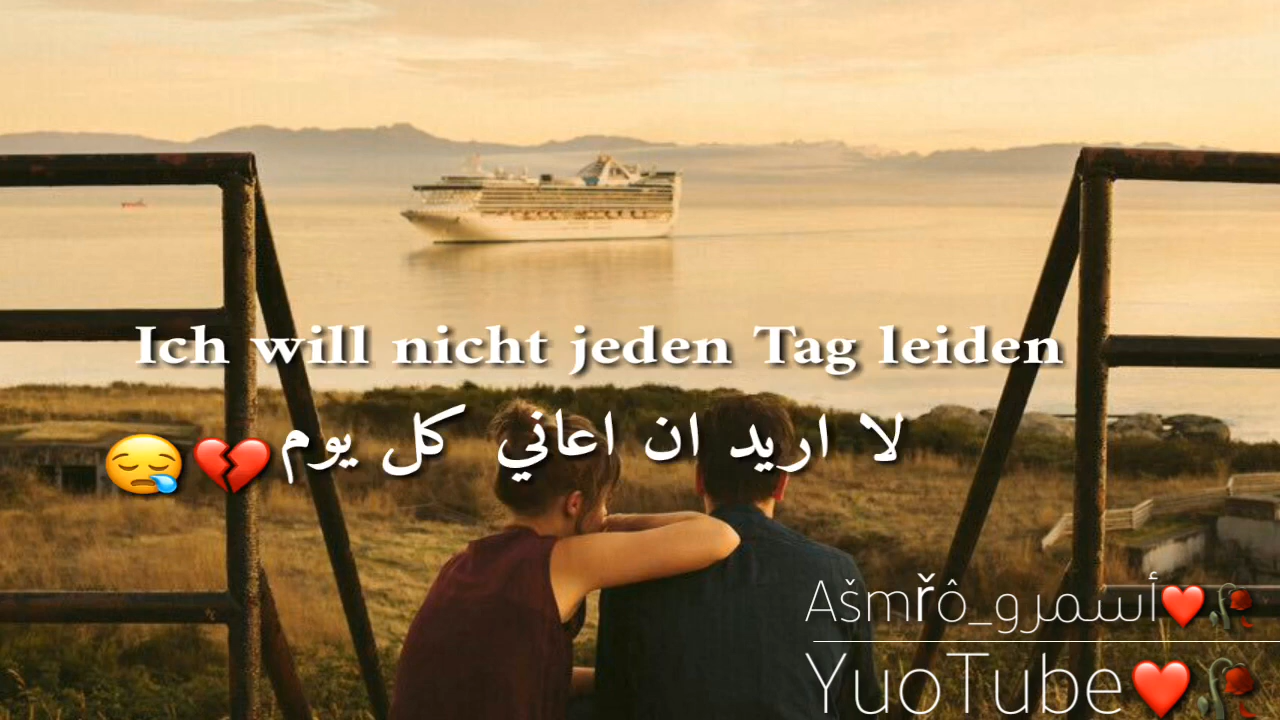 Ich will nicht jeden Tag leiden
لا اريد ان اعاني كل يوم💔😪
Ašmřô_أسمرو❤️🥀
YuoTube❤️🥀